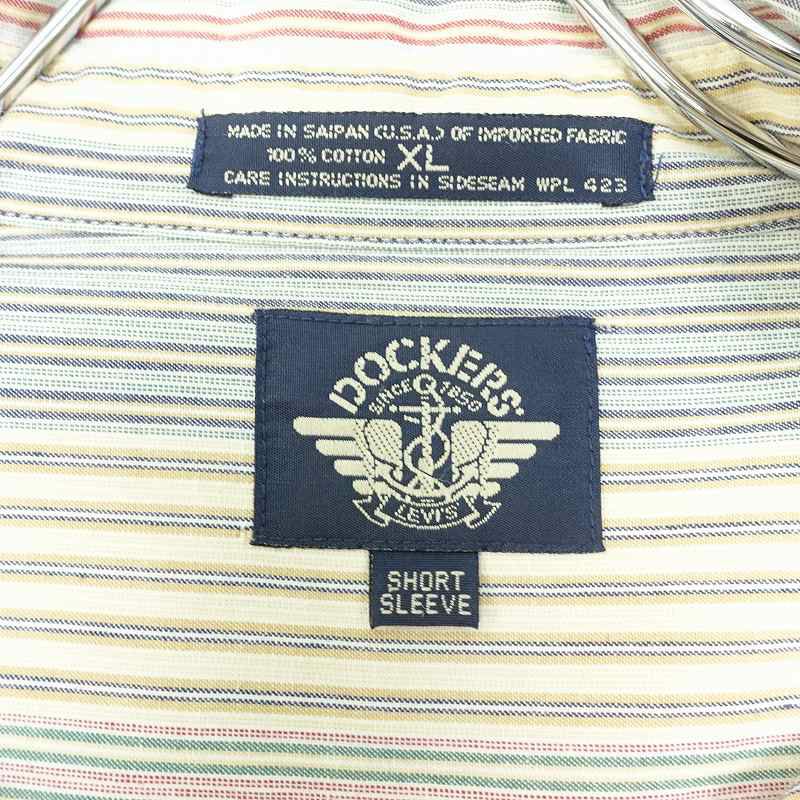 MADE IN SAIPAN (U.S.A.) OF IMPORTED FABRIC
100% COTTON XL
CARE INSTRUCTIONS IN SIDESEAM WPL 423
DOCKERS
SINCE 1850
LEVI'S
SHORT
SLEEVE